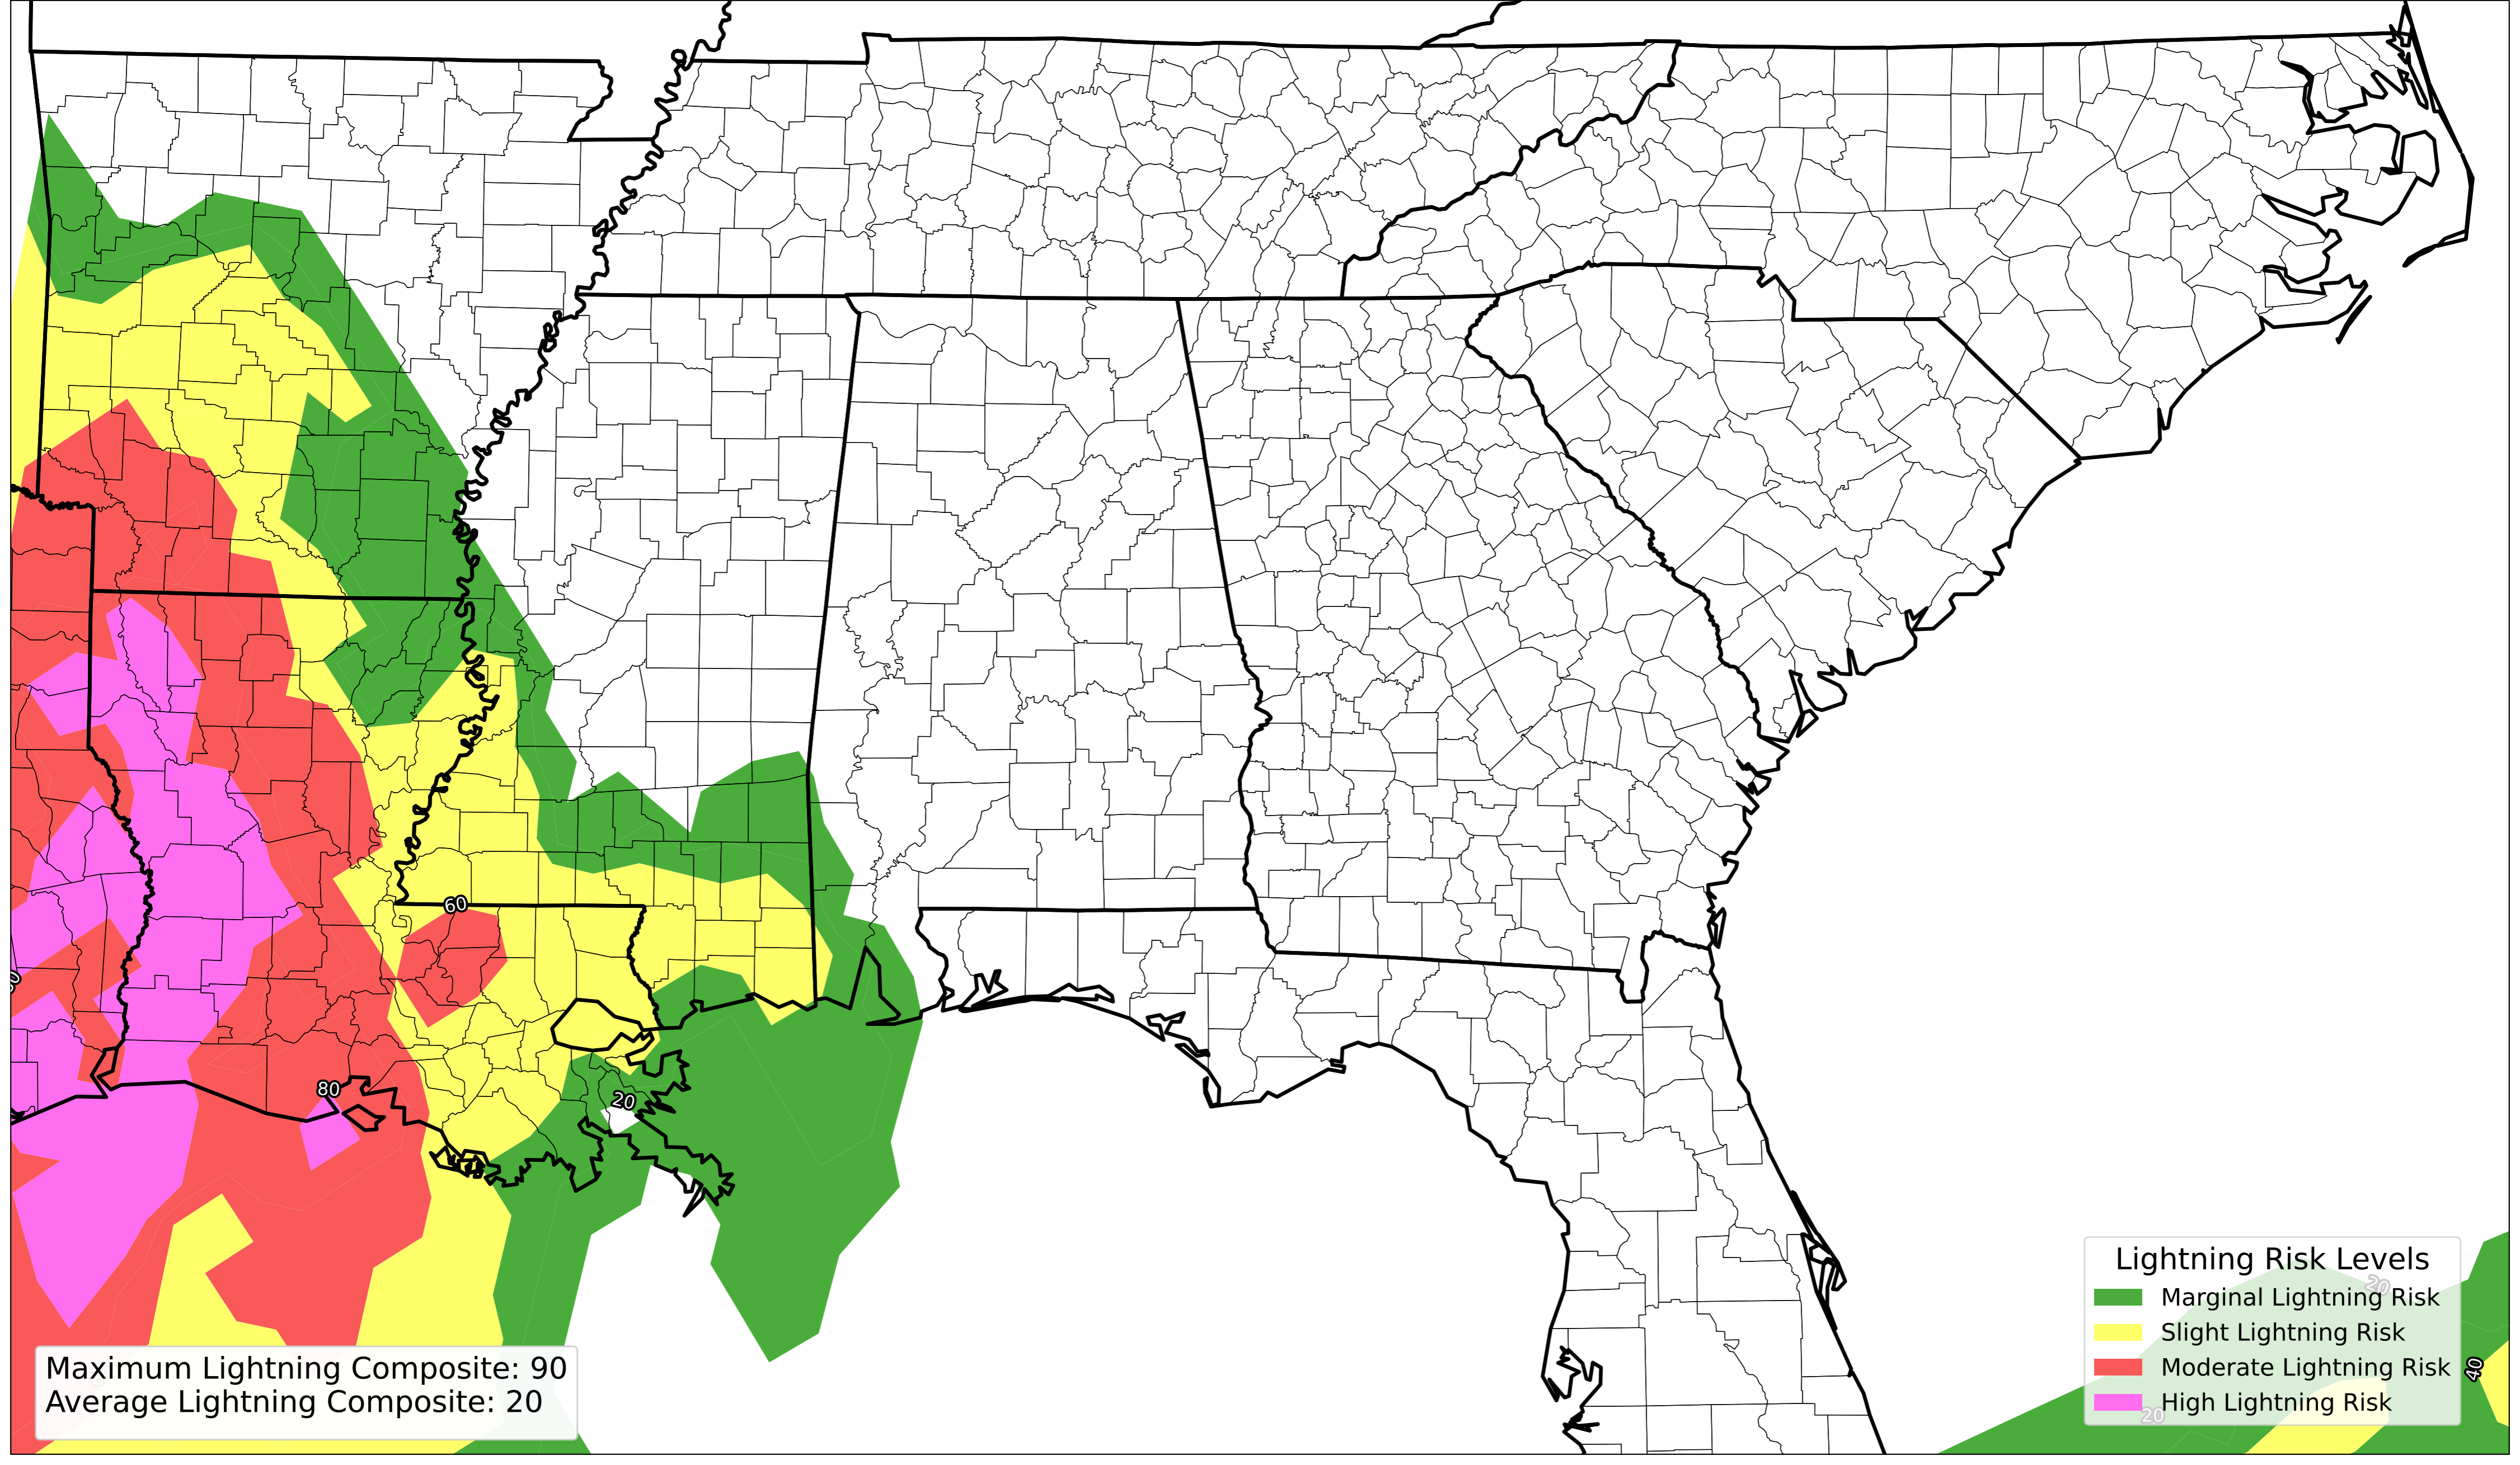 60
80
20
20
Lightning Risk Levels
Marginal Lightning Risk
Slight Lightning Risk
Moderate Lightning Risk
High Lightning Risk
40
20
Maximum Lightning Composite: 90
Average Lightning Composite: 20